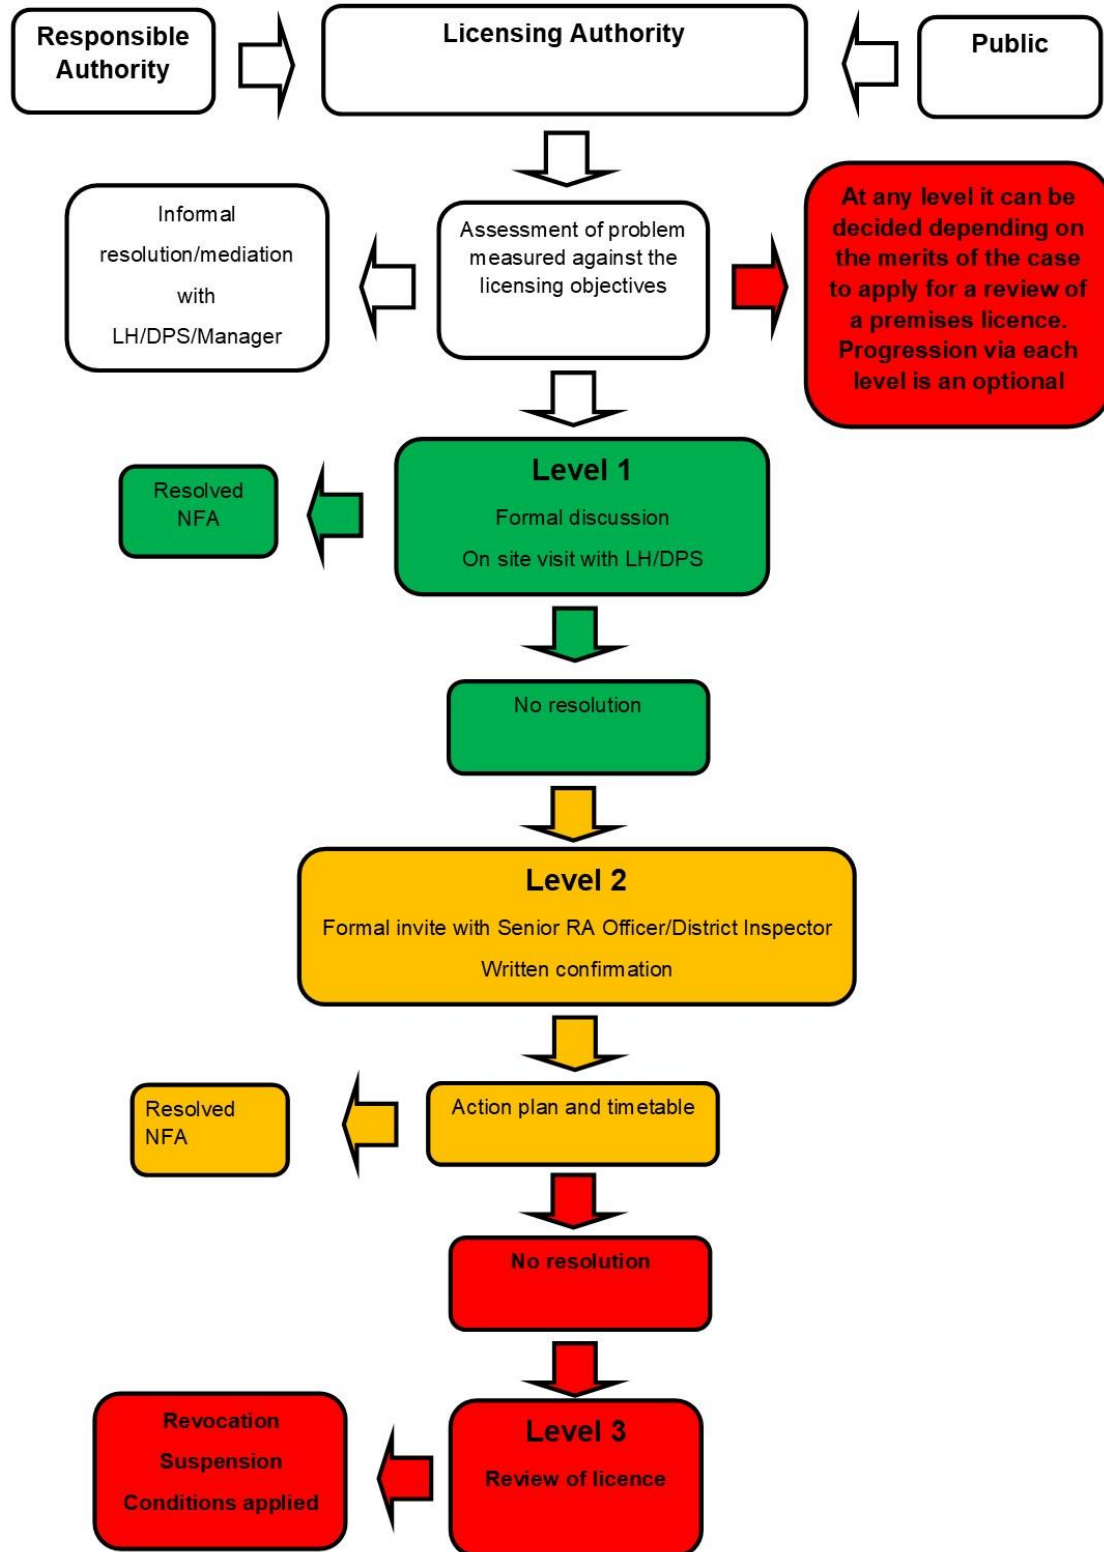 Responsible
Authority
Licensing Authority
Public
Informal
resolution/mediation
with
LH/DPS/Manager
Assessment of problem
measured against the
licensing objectives
At any level it can be
decided depending on
the merits of the case
to apply for a review of
a premises licence.
Progression via each
level is an optional
Level 1
Formal discussion
On site visit with LH/DPS
Resolved
NFA
No resolution
Level 2
Formal invite with Senior RA Officer/District Inspector
Written confirmation
Action plan and timetable
Resolved
NFA
No resolution
Level 3
Review of licence
Revocation
Suspension
Conditions applied